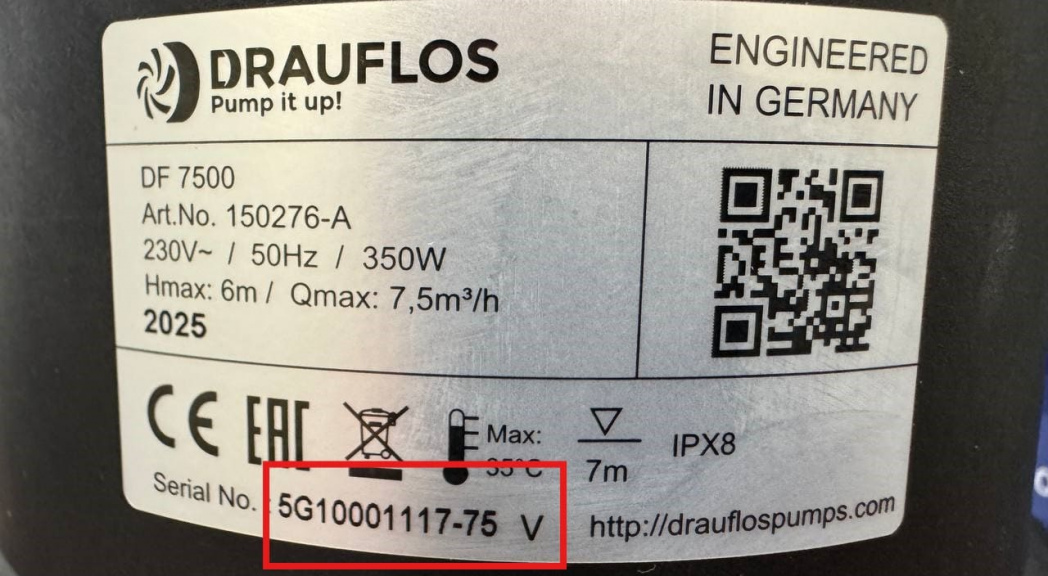 DRAUFLOS
Pump it up!
ENGINEERED
IN GERMANY
DF 7500
Art.No. 150276-A
230V~ / 50Hz / 350W
Hmax: 6m / Qmax: 7,5m³/h
2025
CE EAC
Max:
35°C
7m
IPX8
Serial No. : 5G10001117-75 V
http://drauflospumps.com